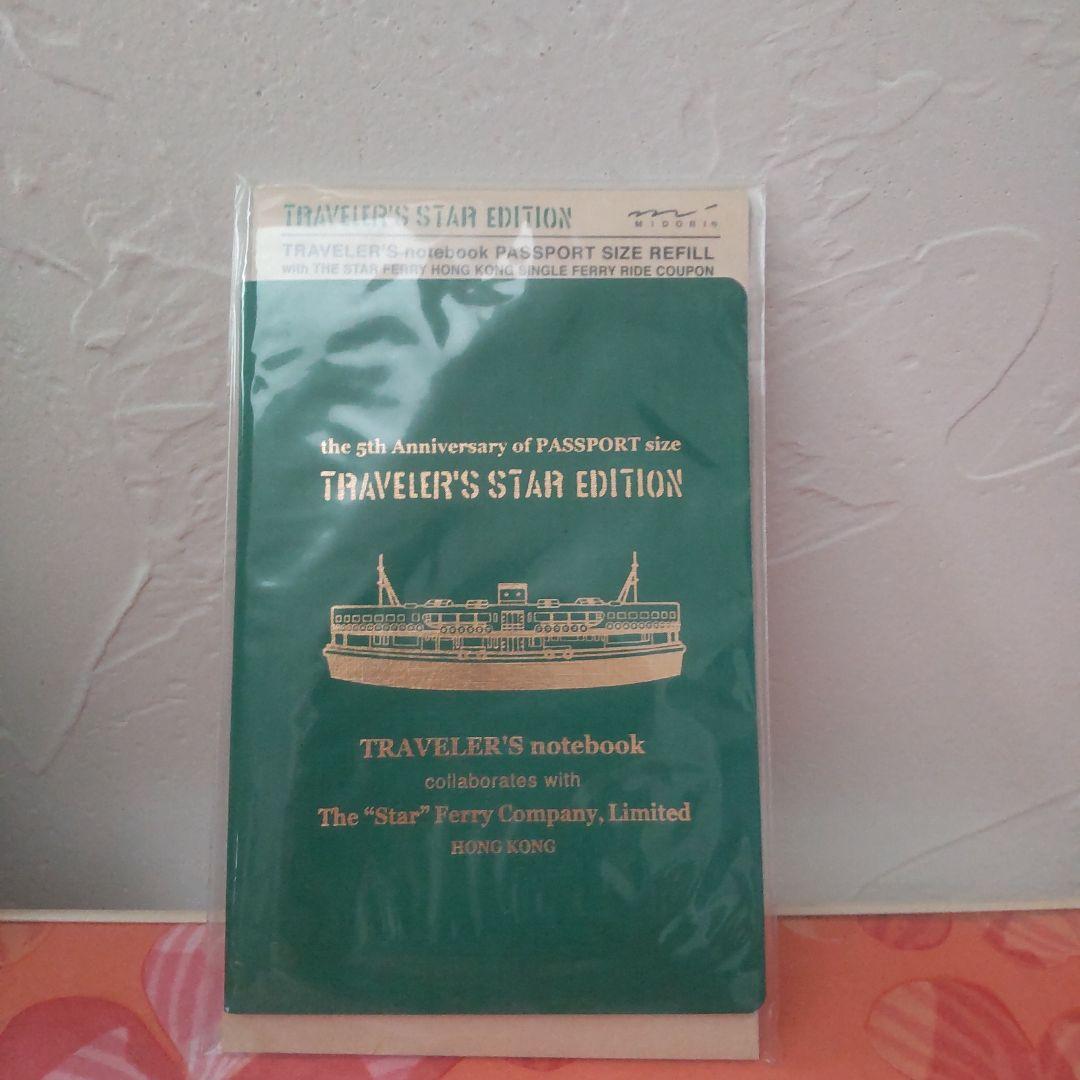 TRAVELER'S STAR EDITION
MIDORI
TRAVELER'S notebook PASSPORT SIZE REFILL
with THE STAR FERRY HONG KONG SINGLE FERRY RIDE COUPON
the 5th Anniversary of PASSPORT size
TRAVELER'S STAR EDITION
TRAVELER'S notebook
collaborates with
The “Star” Ferry Company, Limited
HONG KONG